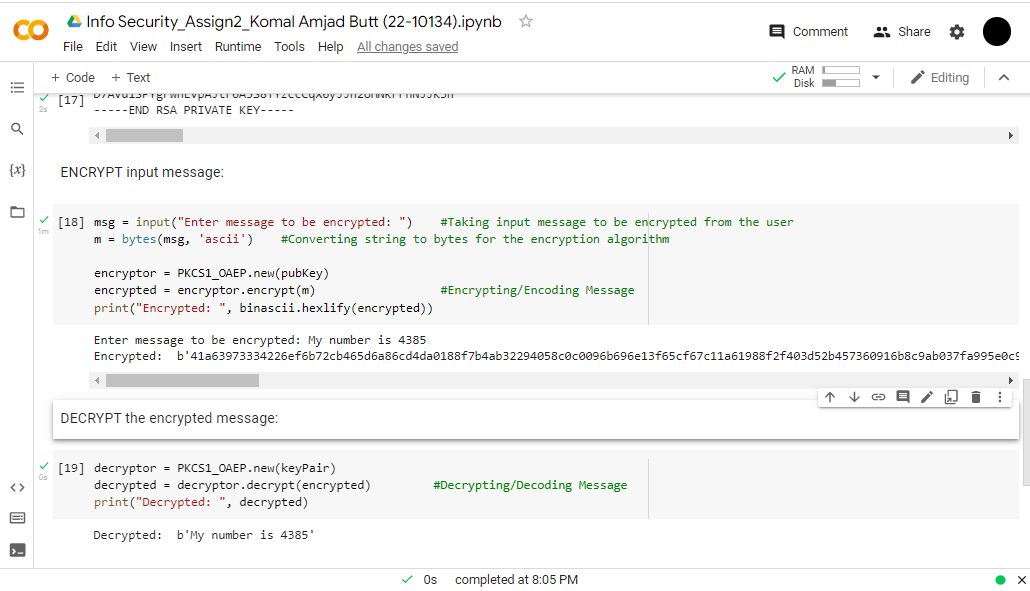 Info Security_Assign2_Komal Amjad Butt (22-10134).ipynb
File Edit View Insert Runtime Tools Help All changes saved
Comment Share
+ Code + Text
RAM
Disk
Editing
[17]
2s
-----END RSA PRIVATE KEY-----
{x}
ENCRYPT input message:
[18] msg = input("Enter message to be encrypted: ") #Taking input message to be encrypted from the user
1m
m = bytes(msg, 'ascii') #Converting string to bytes for the encryption algorithm
encryptor = PKCS1_OAEP.new(pubKey)
encrypted = encryptor.encrypt(m) #Encrypting/Encoding Message
print("Encrypted: ", binascii.hexlify(encrypted))
Enter message to be encrypted: My number is 4385
Encrypted: b'41a63973334226ef6b72cb465d6a86cd4da0188f7b4ab32294058c0c0096b696e13f65cf67c11a61988f2f403d52b457360916b8c9ab037fa995e0c9
DECRYPT the encrypted message:
[19] decryptor = PKCS1_OAEP.new(keyPair)
0s
decrypted = decryptor.decrypt(encrypted) #Decrypting/Decoding Message
print("Decrypted: ", decrypted)
Decrypted: b'My number is 4385'
0s completed at 8:05 PM